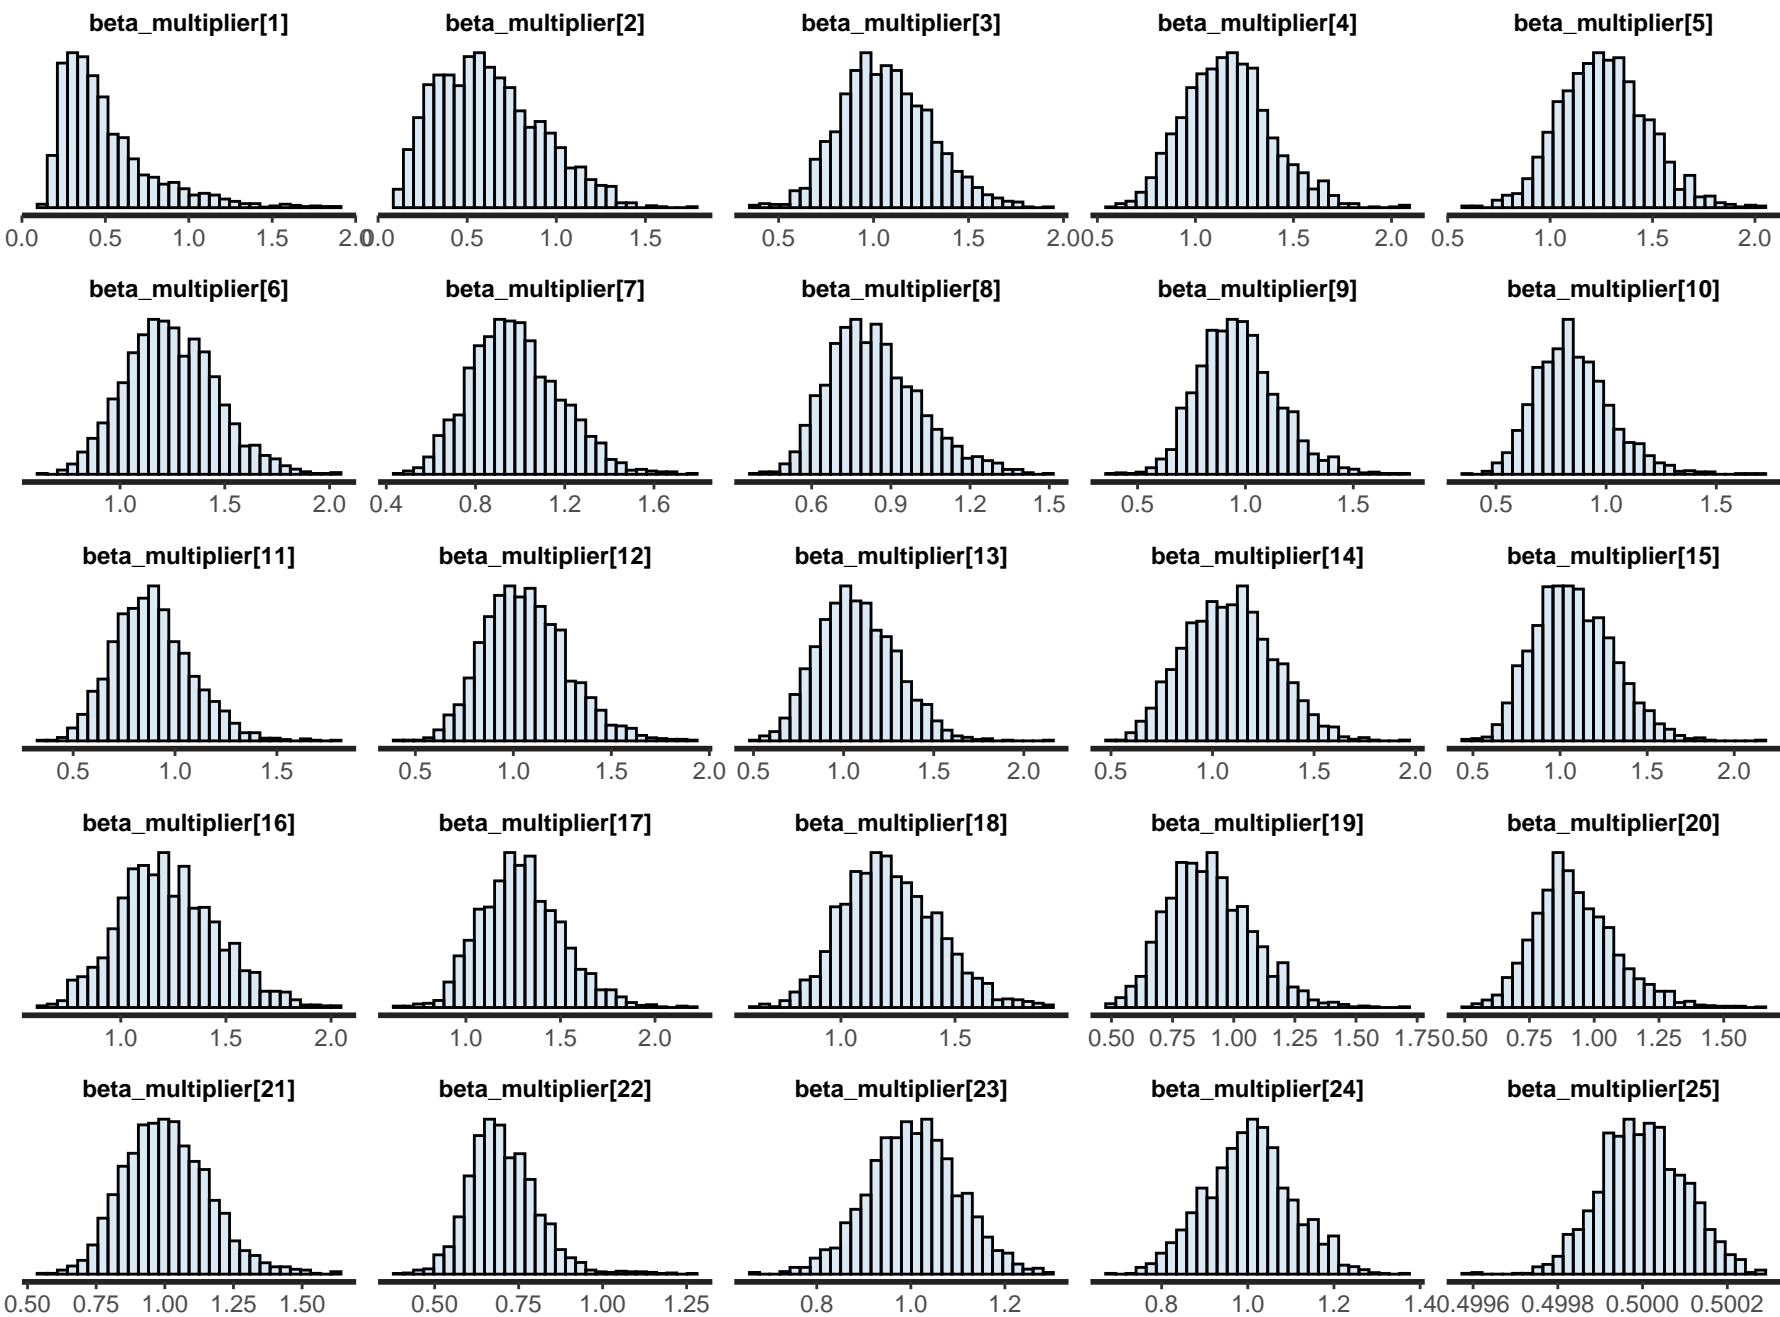 beta_multiplier[1] beta_multiplier[2] beta_multiplier[3] beta_multiplier[4] beta_multiplier[5]
0.0 0.5 1.0 1.5 2.0 0.0 0.5 1.0 1.5 0.5 1.0 1.5 2.0 0.5 1.0 1.5 2.0 0.5 1.0 1.5 2.0
beta_multiplier[6] beta_multiplier[7] beta_multiplier[8] beta_multiplier[9] beta_multiplier[10]
1.0 1.5 2.0 0.4 0.8 1.2 1.6 0.6 0.9 1.2 1.5 0.5 1.0 1.5 0.5 1.0 1.5
beta_multiplier[11] beta_multiplier[12] beta_multiplier[13] beta_multiplier[14] beta_multiplier[15]
0.5 1.0 1.5 0.5 1.0 1.5 2.0 0.5 1.0 1.5 2.0 0.5 1.0 1.5 2.0 0.5 1.0 1.5 2.0
beta_multiplier[16] beta_multiplier[17] beta_multiplier[18] beta_multiplier[19] beta_multiplier[20]
1.0 1.5 2.0 1.0 1.5 2.0 1.0 1.5 0.50 0.75 1.00 1.25 1.50 1.75 0.50 0.75 1.00 1.25 1.50
beta_multiplier[21] beta_multiplier[22] beta_multiplier[23] beta_multiplier[24] beta_multiplier[25]
0.50 0.75 1.00 1.25 1.50 0.50 0.75 1.00 1.25 0.8 1.0 1.2 0.8 1.0 1.2 1.4 0.4996 0.4998 0.5000 0.5002